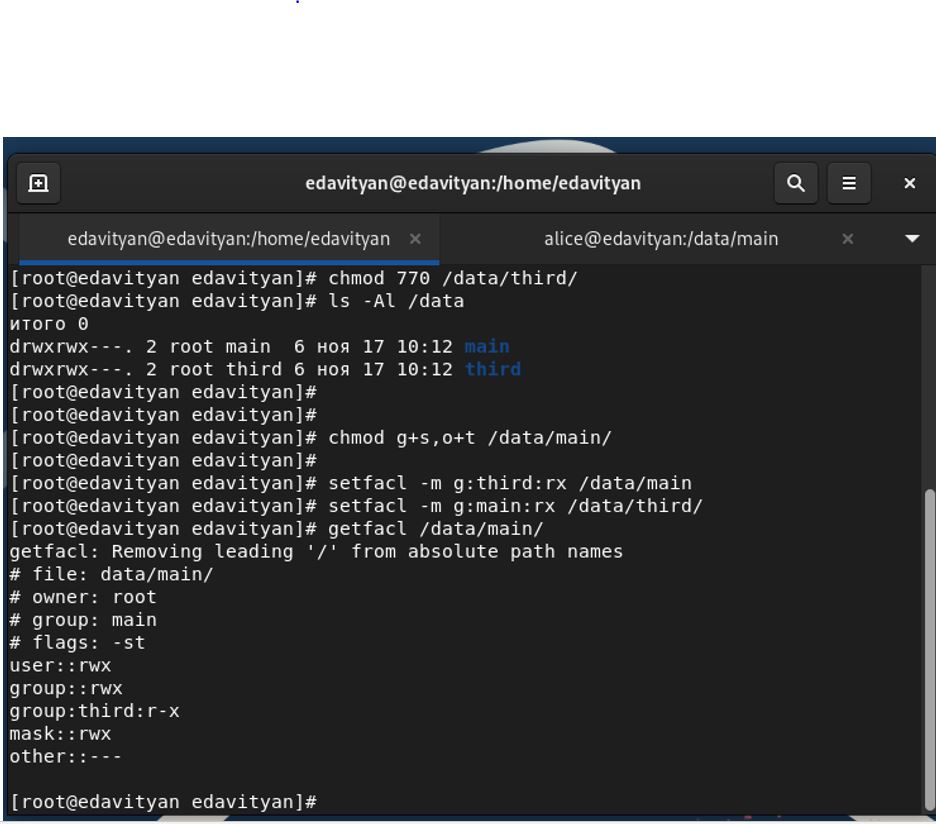 edavityan@edavityan:/home/edavityan
edavityan@edavityan:/home/edavityan
alice@edavityan:/data/main
[root@edavityan edavityan]# chmod 770 /data/third/
[root@edavityan edavityan]# ls -Al /data
итого 0
drwxrwx---. 2 root main  6 ноя 17 10:12 main
drwxrwx---. 2 root third 6 ноя 17 10:12 third
[root@edavityan edavityan]#
[root@edavityan edavityan]#
[root@edavityan edavityan]# chmod g+s,o+t /data/main/
[root@edavityan edavityan]#
[root@edavityan edavityan]# setfacl -m g:third:rx /data/main
[root@edavityan edavityan]# setfacl -m g:main:rx /data/third/
[root@edavityan edavityan]# getfacl /data/main/
getfacl: Removing leading '/' from absolute path names
# file: data/main/
# owner: root
# group: main
# flags: -st
user::rwx
group::rwx
group:third:r-x
mask::rwx
other::---
[root@edavityan edavityan]#